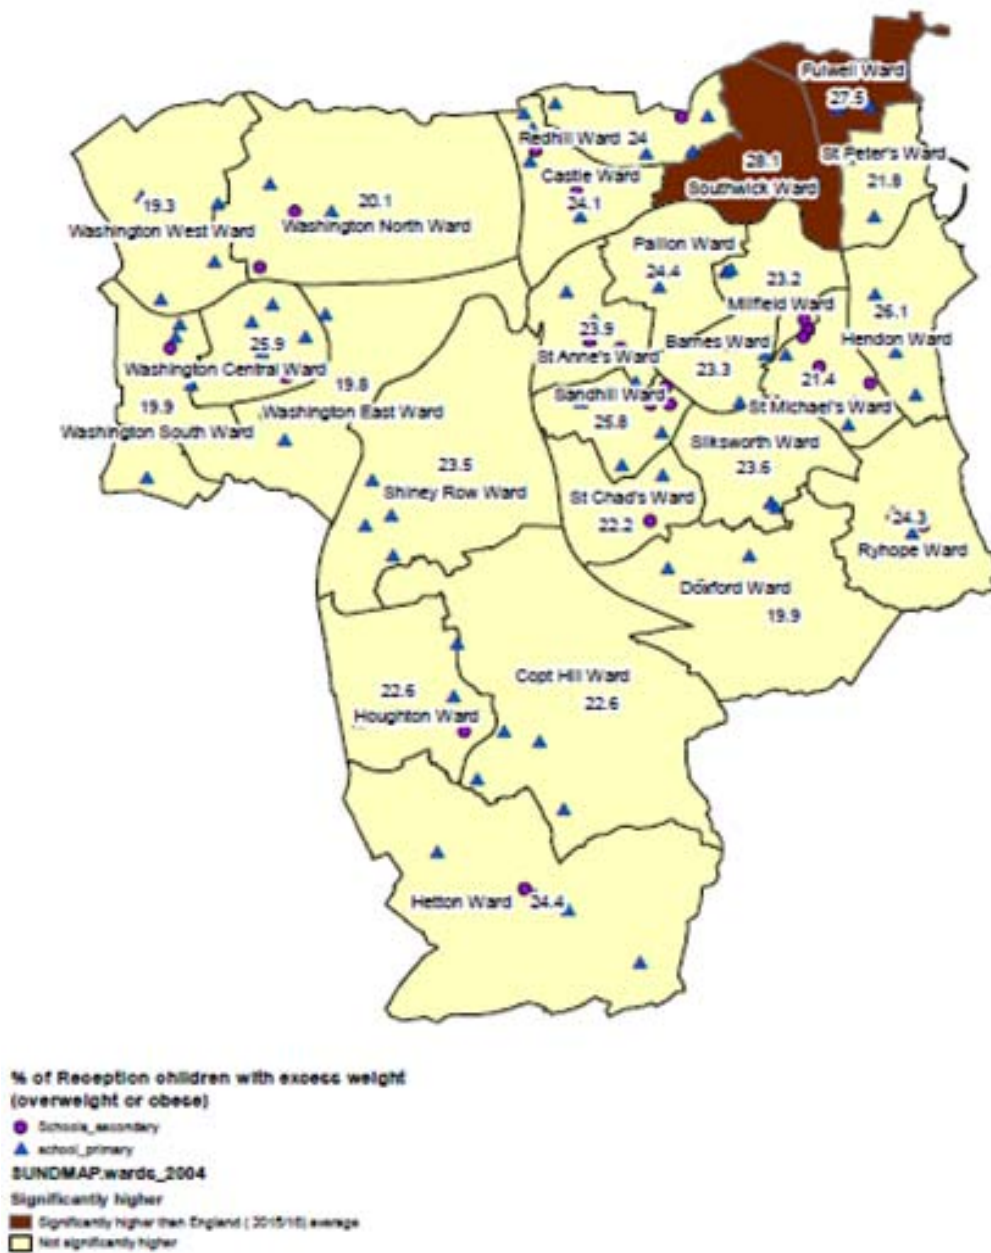 Fulwell Ward
27.5
Redhill Ward 24
St Peter's Ward
28.1
Castle Ward
21.8
Southwick Ward
19.3
20.1
24.1
Washington West Ward
Washington North Ward
Pallion Ward
24.4
23.2
Millfield Ward
26.1
23.9
Barnes Ward
Hendon Ward
25.9
St Anne's Ward
Washington Central Ward
23.3
21.4
19.8
Sandhill Ward
19.9
Washington East Ward
St Michael's Ward
25.8
Washington South Ward
Silksworth Ward
23.5
23.6
Shiney Row Ward
St Chad's Ward
22.2
24.3
Ryhope Ward
Doxford Ward
19.9
Copt Hill Ward
22.6
22.6
Houghton Ward
Hetton Ward
24.4
% of Reception children with excess weight
(overweight or obese)
Schools_secondary
school_primary
SUNDMAP.wards_2004
Significantly higher
Significantly higher than England ( 2015/16) average
Not significantly higher